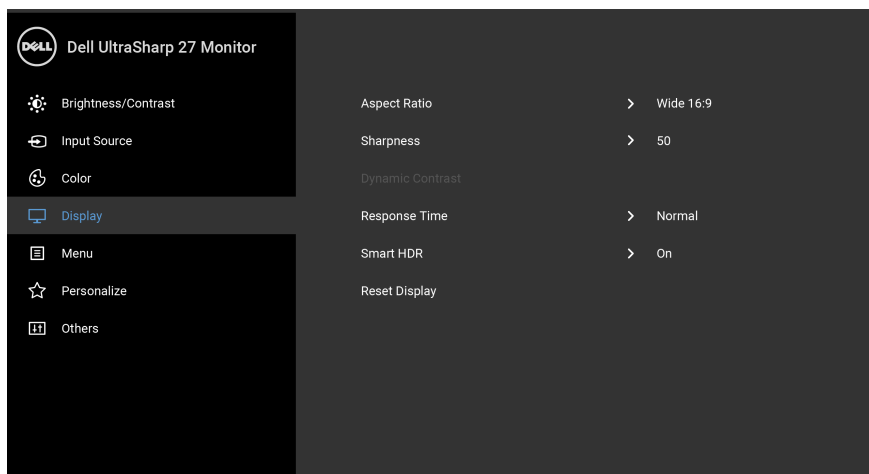 DELL Dell UltraSharp 27 Monitor
Brightness/Contrast
Input Source
Color
Display
Menu
Personalize
Others
Aspect Ratio Wide 16:9
Sharpness 50
Dynamic Contrast
Response Time Normal
Smart HDR On
Reset Display